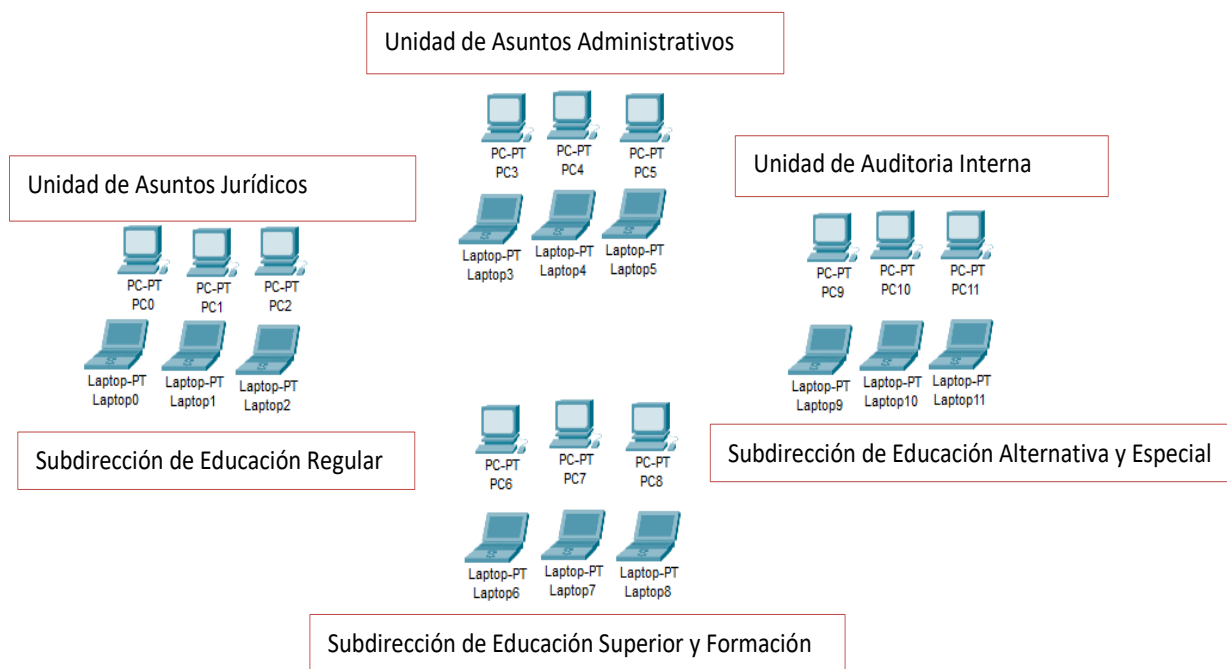 Unidad de Asuntos Administrativos
PC-PT PC-PT PC-PT
PC3 PC4 PC5
Laptop-PT Laptop-PT Laptop-PT
Laptop3 Laptop4 Laptop5
Unidad de Asuntos Jurídicos
PC-PT PC-PT PC-PT
PC0 PC1 PC2
Laptop-PT Laptop-PT Laptop-PT
Laptop0 Laptop1 Laptop2
Subdirección de Educación Regular
Unidad de Auditoria Interna
PC-PT PC-PT PC-PT
PC9 PC10 PC11
Laptop-PT Laptop-PT Laptop-PT
Laptop9 Laptop10 Laptop11
Subdirección de Educación Alternativa y Especial
PC-PT PC-PT PC-PT
PC6 PC7 PC8
Laptop-PT Laptop-PT Laptop-PT
Laptop6 Laptop7 Laptop8
Subdirección de Educación Superior y Formación